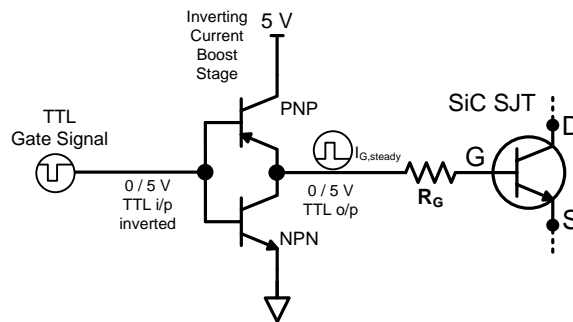 Inverting
Current
Boost
Stage
5 V
PNP
SiC SJT
D
TTL
Gate Signal
I_G,steady
G
0 / 5 V
TTL i/p
inverted
0 / 5 V
TTL o/p
R_G
S
NPN